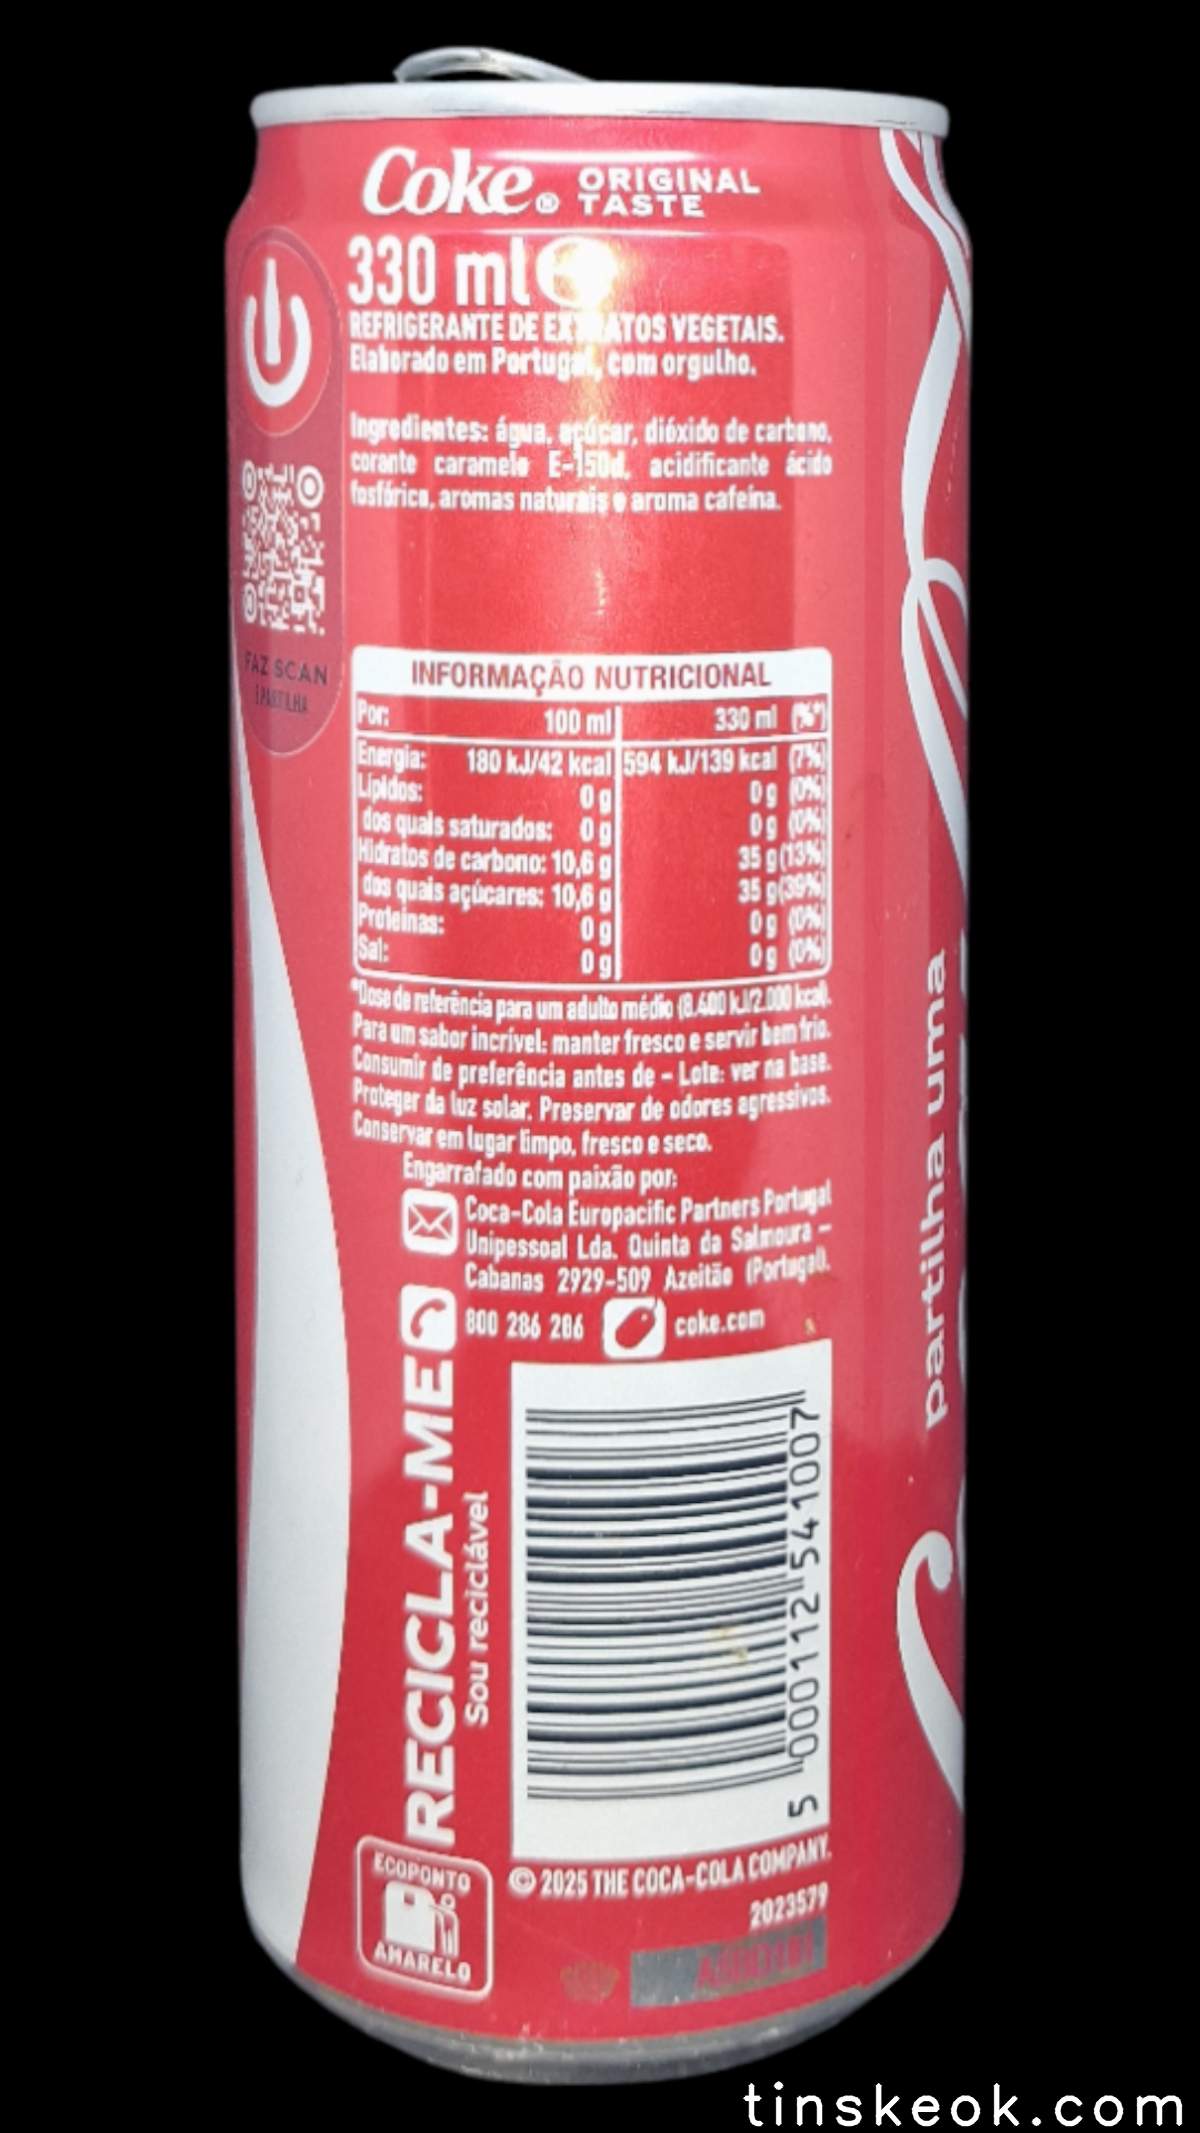 Coke® ORIGINAL TASTE
330 ml
REFRIGERANTE DE EXTRATOS VEGETAIS.
Elaborado em Portugal, com orgulho.
Ingredientes: água, açúcar, dióxido de carbono,
corante caramelo E-150d, acidificante ácido
fosfórico, aromas naturais e aroma cafeína.
FAZ SCAN
E PARTILHA
INFORMAÇÃO NUTRICIONAL
Por: 100 ml 330 ml (%*)
Energia: 180 kJ/42 kcal 594 kJ/139 kcal (7%)
Lípidos: 0 g 0 g (0%)
dos quais saturados: 0 g 0 g (0%)
Hidratos de carbono: 10,6 g 35 g (13%)
dos quais açúcares: 10,6 g 35 g (39%)
Proteínas: 0 g 0 g (0%)
Sal: 0 g 0 g (0%)
*Dose de referência para um adulto médio (8.400 kJ/2.000 kcal).
Para um sabor incrível: manter fresco e servir bem frio.
Consumir de preferência antes de - Lote: ver na base.
Proteger da luz solar. Preservar de odores agressivos.
Conservar em lugar limpo, fresco e seco.
Engarrafado com paixão por:
Coca-Cola Europacific Partners Portugal
Unipessoal Lda. Quinta da Salmoura -
Cabanas 2929-509 Azeitão (Portugal).
800 286 286 coke.com
RECICLA-ME
Sou reciclável
5 000112 541007
ECOPONTO
AMARELO
© 2025 THE COCA-COLA COMPANY.
2023579
partilha uma
tinskeok.com